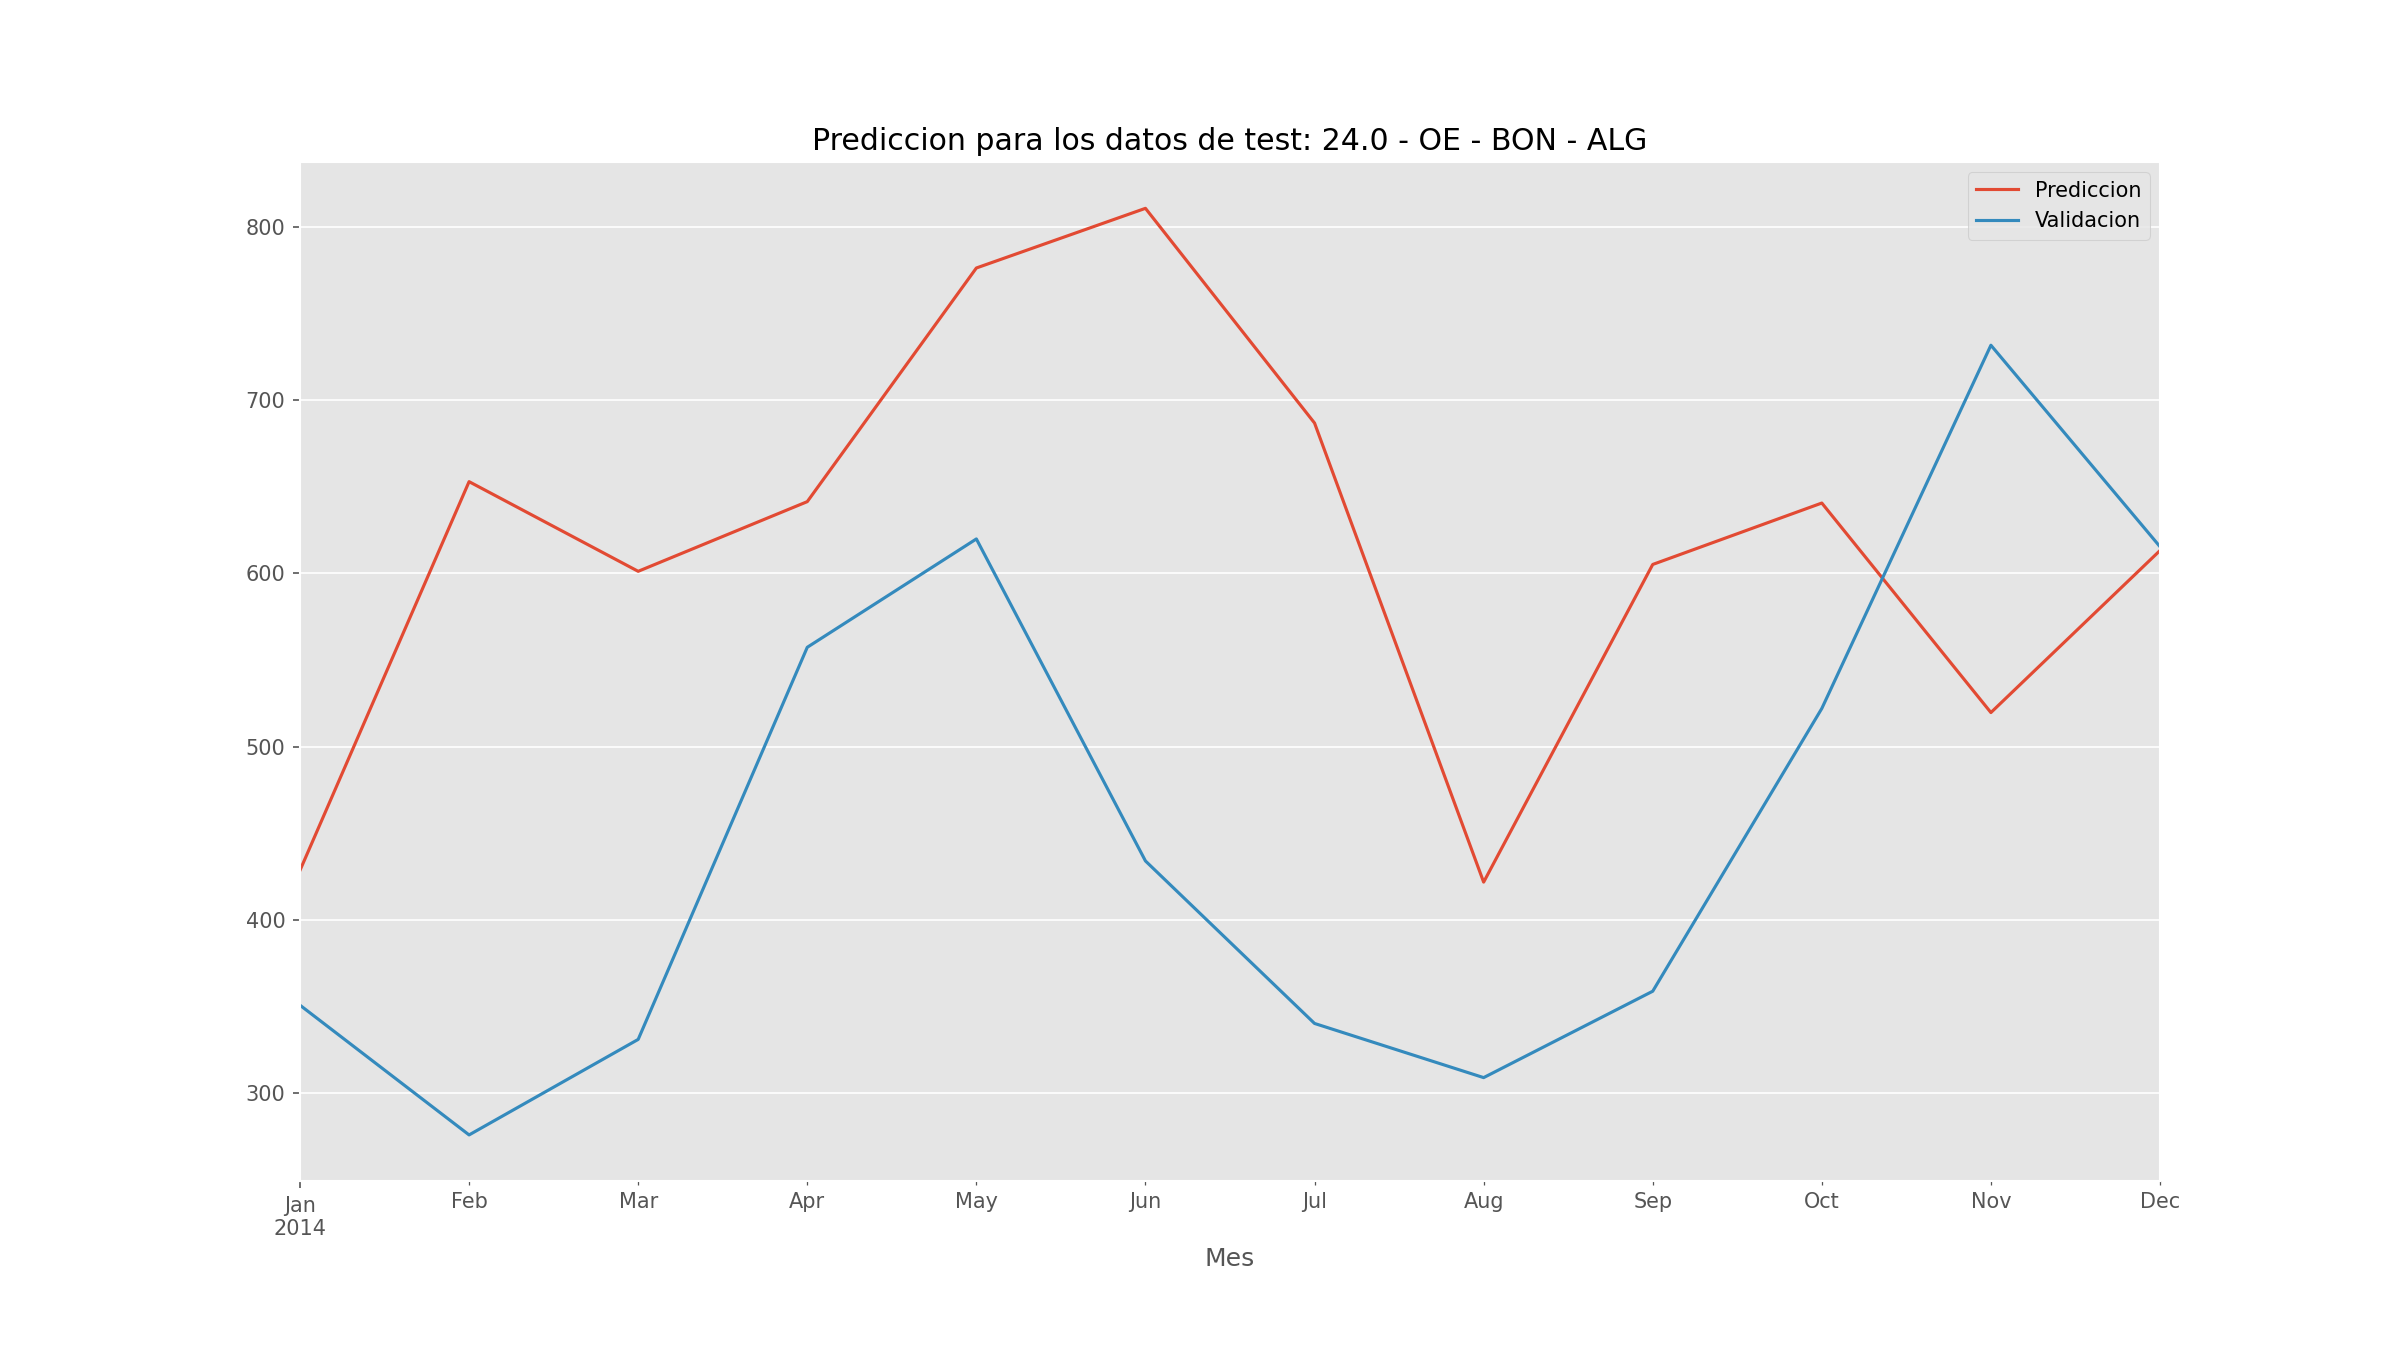 Prediccion para los datos de test: 24.0 - OE - BON - ALG
Prediccion
Validacion
800
700
600
500
400
300
Jan Feb Mar Apr May Jun Jul Aug Sep Oct Nov Dec
2014
Mes